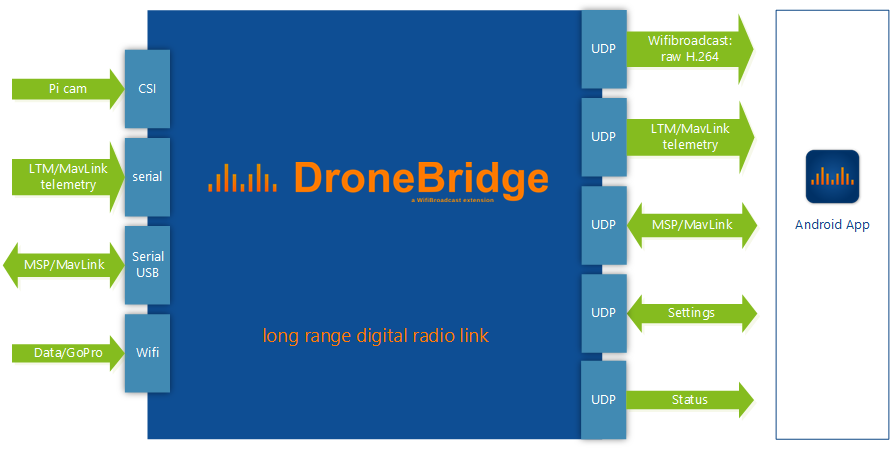 Pi cam
CSI
LTM/MavLink
telemetry
serial
MSP/MavLink
Serial
USB
Data/GoPro
Wifi
DroneBridge
a WifiBroadcast extension
long range digital radio link
UDP
Wifibroadcast:
raw H.264
UDP
LTM/MavLink
telemetry
UDP
MSP/MavLink
UDP
Settings
UDP
Status
Android App